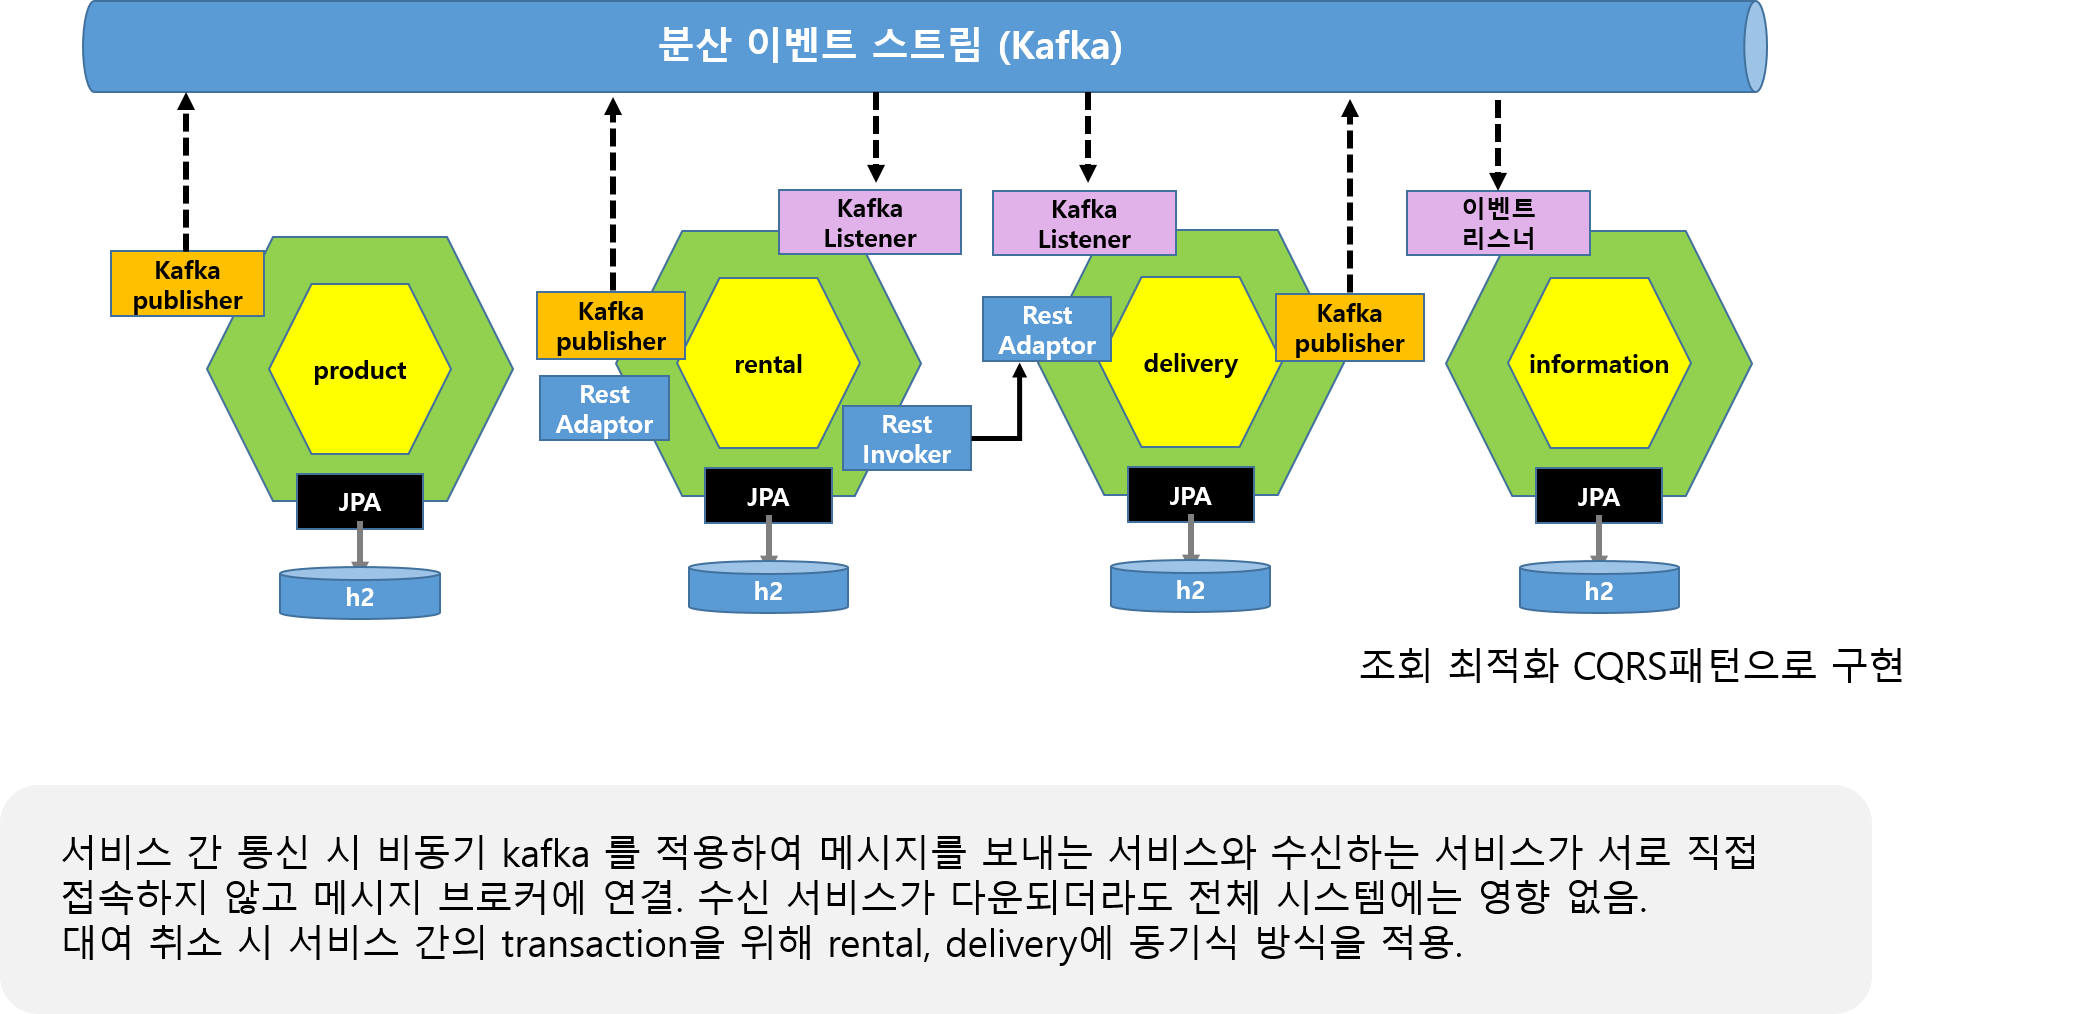 분산 이벤트 스트림 (Kafka)
Kafka
publisher
product
JPA
h2
Kafka
publisher
Rest
Adaptor
Kafka
Listener
rental
Rest
Invoker
JPA
h2
Kafka
Listener
Rest
Adaptor
delivery
Kafka
publisher
JPA
h2
이벤트
리스너
information
JPA
h2
조회 최적화 CQRS패턴으로 구현
서비스 간 통신 시 비동기 kafka 를 적용하여 메시지를 보내는 서비스와 수신하는 서비스가 서로 직접
접속하지 않고 메시지 브로커에 연결. 수신 서비스가 다운되더라도 전체 시스템에는 영향 없음.
대여 취소 시 서비스 간의 transaction을 위해 rental, delivery에 동기식 방식을 적용.